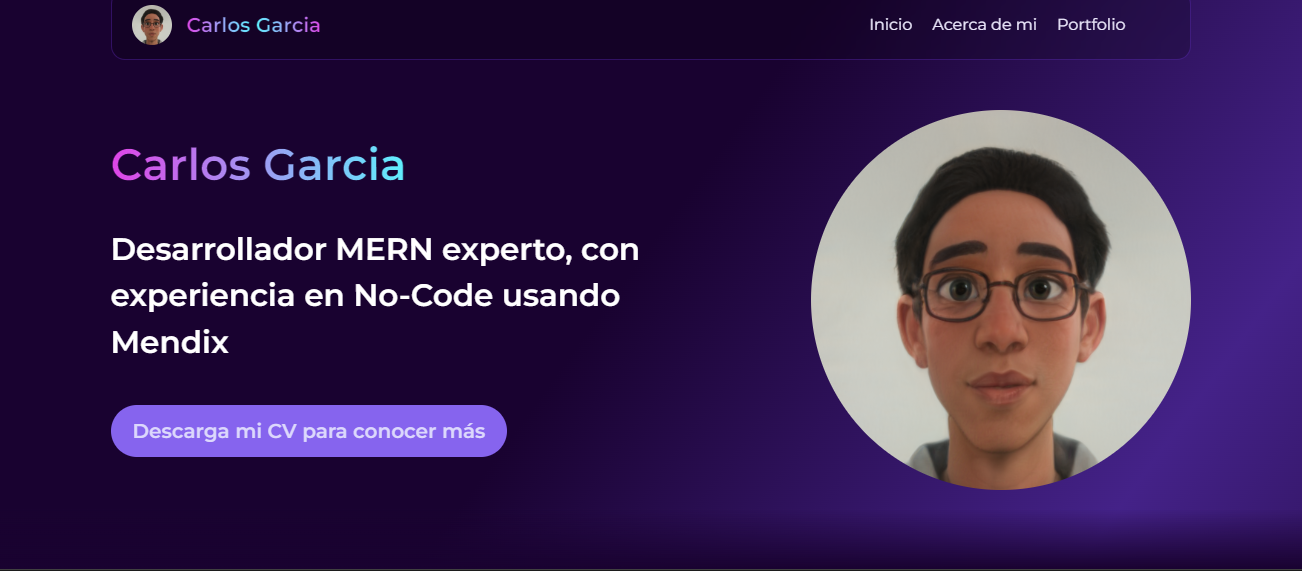 Carlos Garcia
Inicio Acerca de mi Portfolio
Carlos Garcia
Desarrollador MERN experto, con
experiencia en No-Code usando
Mendix
Descarga mi CV para conocer más